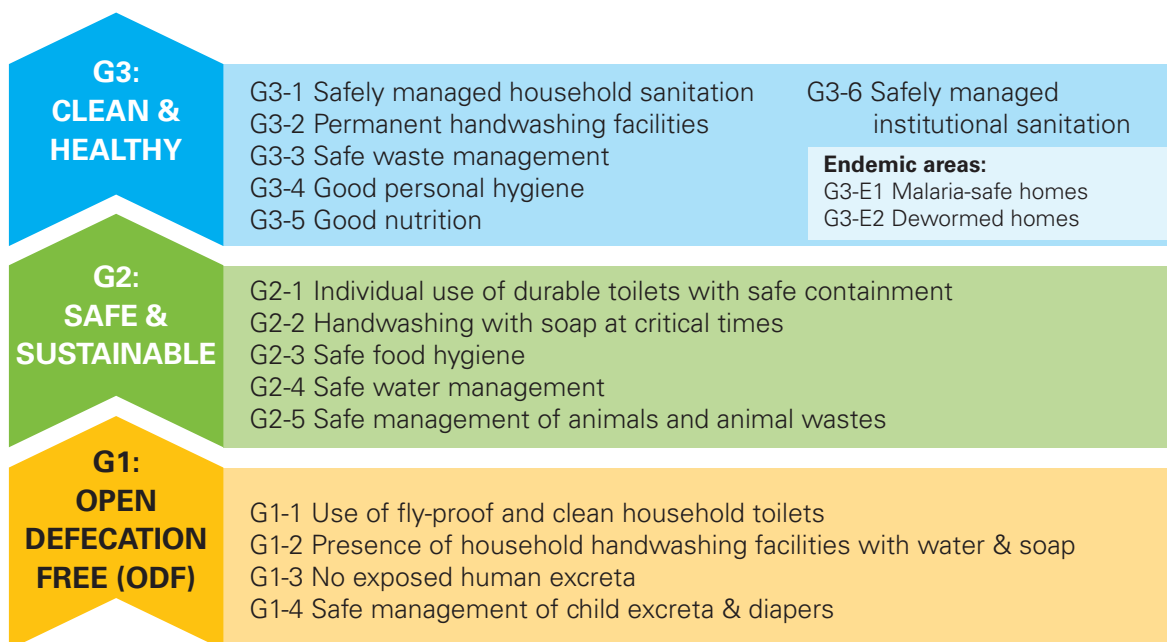 G3:
CLEAN &
HEALTHY
G3-1 Safely managed household sanitation
G3-2 Permanent handwashing facilities
G3-3 Safe waste management
G3-4 Good personal hygiene
G3-5 Good nutrition
G3-6 Safely managed
institutional sanitation
Endemic areas:
G3-E1 Malaria-safe homes
G3-E2 Dewormed homes
G2:
SAFE &
SUSTAINABLE
G2-1 Individual use of durable toilets with safe containment
G2-2 Handwashing with soap at critical times
G2-3 Safe food hygiene
G2-4 Safe water management
G2-5 Safe management of animals and animal wastes
G1:
OPEN
DEFECATION
FREE (ODF)
G1-1 Use of fly-proof and clean household toilets
G1-2 Presence of household handwashing facilities with water & soap
G1-3 No exposed human excreta
G1-4 Safe management of child excreta & diapers